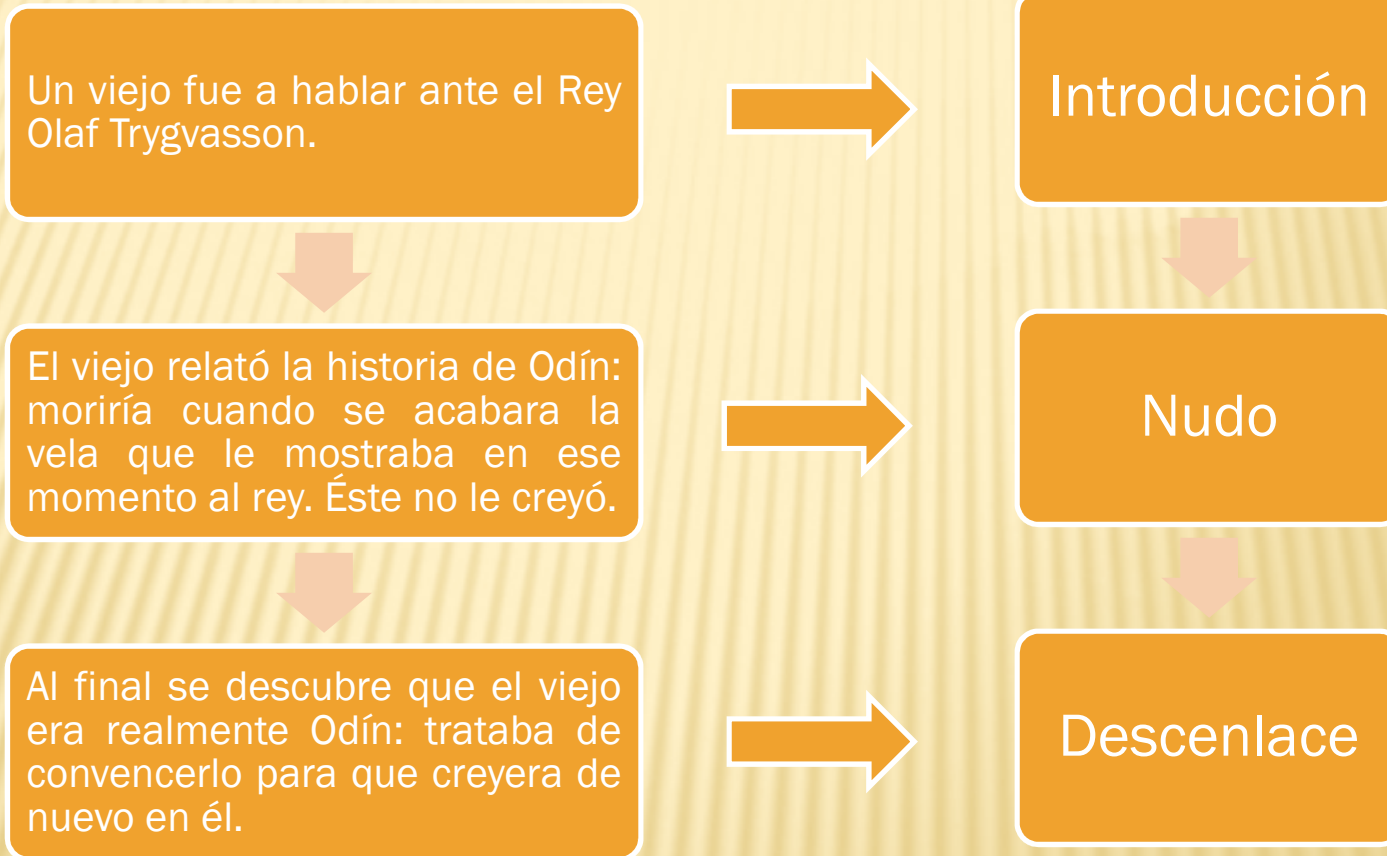 Un viejo fue a hablar ante el Rey
Olaf Trygvasson.
Introducción
El viejo relató la historia de Odín:
moriría cuando se acabara la
vela que le mostraba en ese
momento al rey. Éste no le creyó.
Nudo
Al final se descubre que el viejo
era realmente Odín: trataba de
convencerlo para que creyera de
nuevo en él.
Descenlace